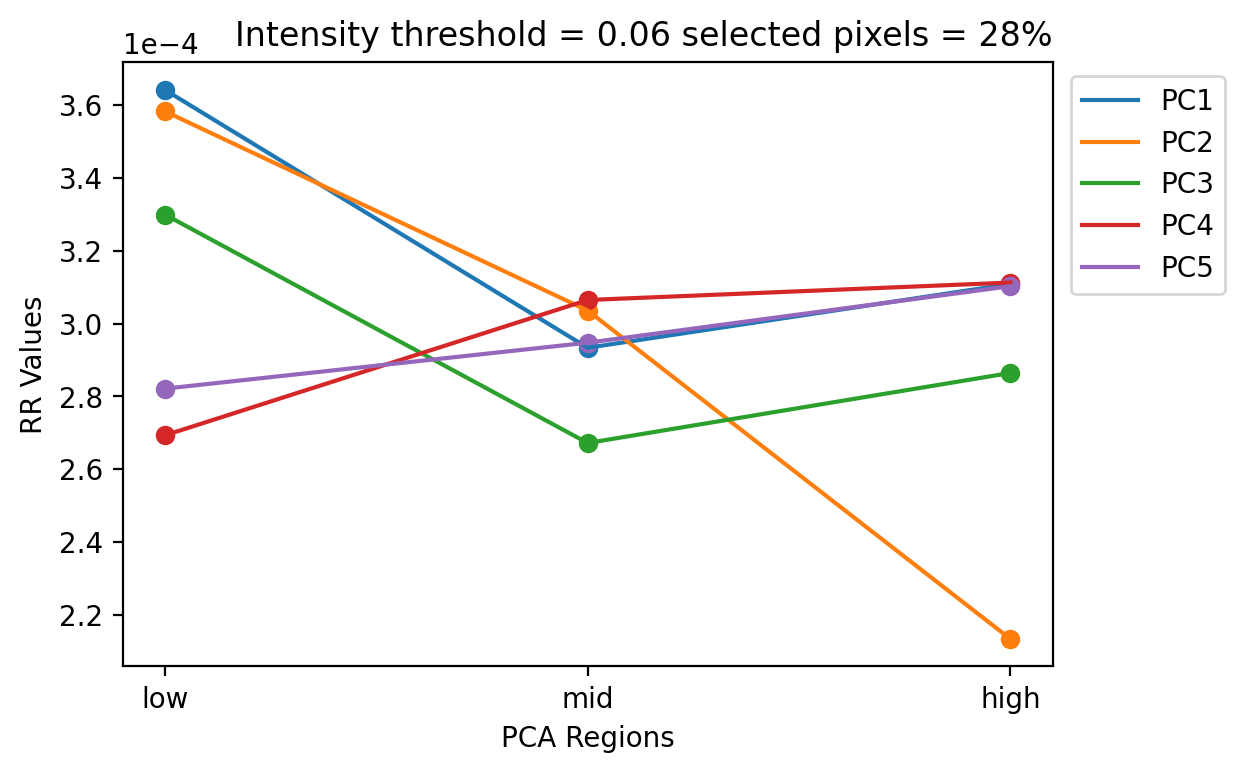 Intensity threshold = 0.06 selected pixels = 28%
1e−4
3.6
3.4
3.2
3.0
2.8
2.6
2.4
2.2
RR Values
low
mid
high
PCA Regions
PC1
PC2
PC3
PC4
PC5